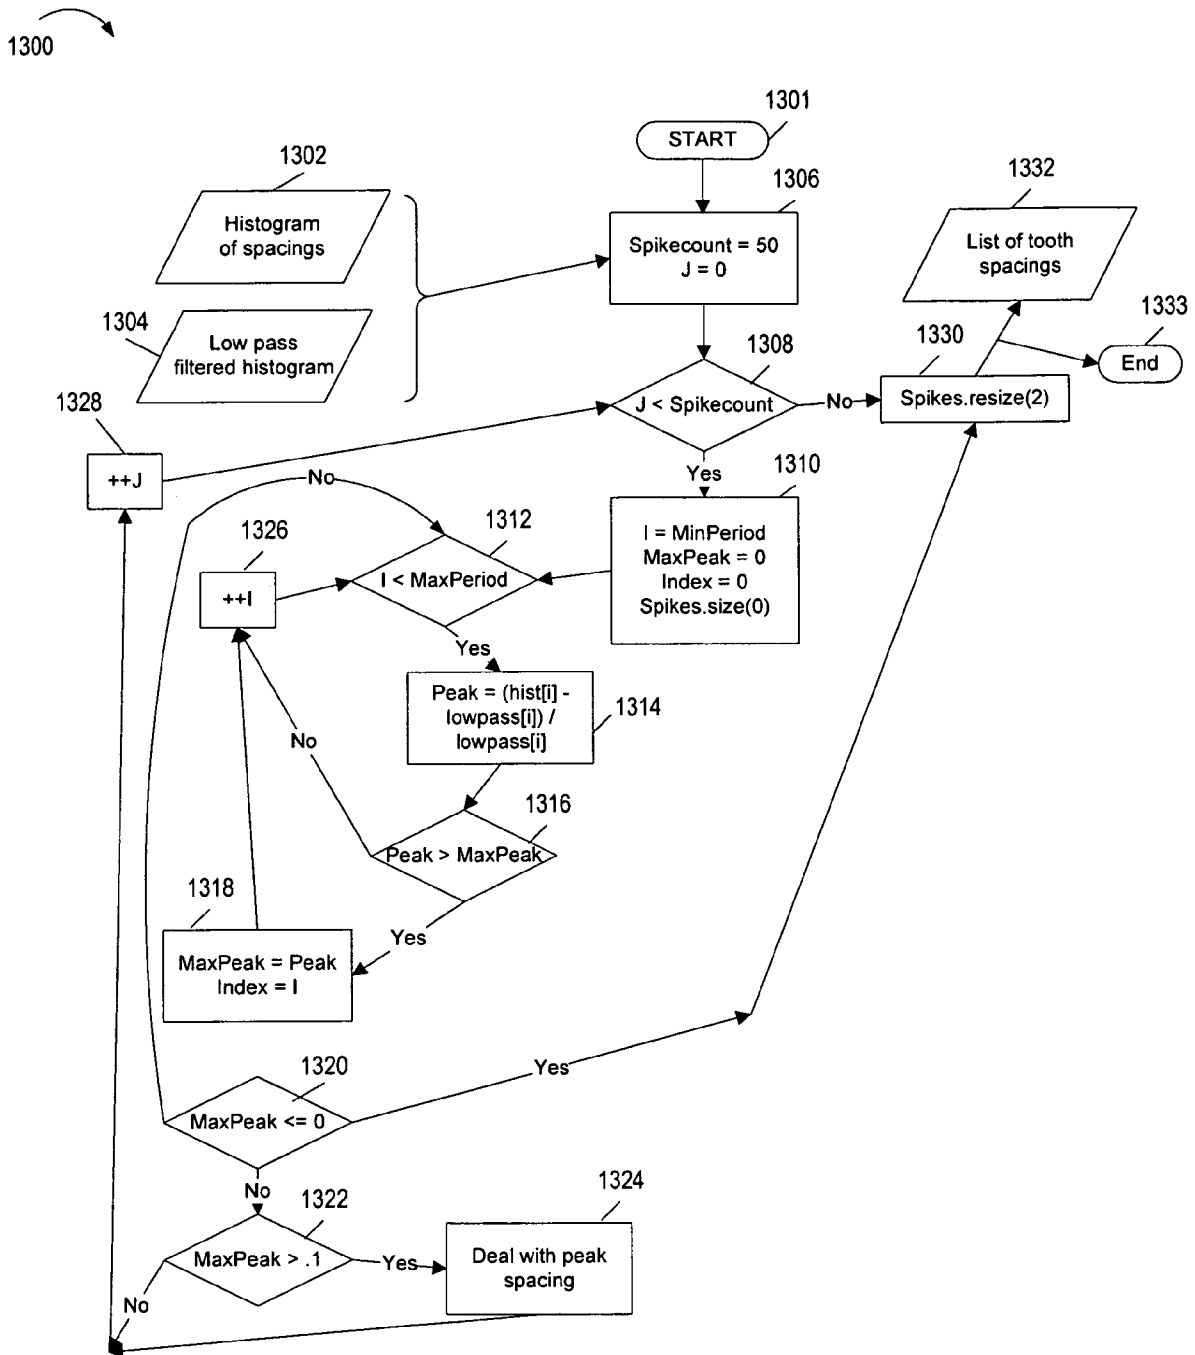 1300
1301
START
1302
Histogram
of spacings
1306
Spikecount = 50
J = 0
1332
List of tooth
spacings
1304
Low pass
filtered histogram
1308
J < Spikecount
No
1330
Spikes.resize(2)
1333
End
1328
++J
No
Yes
1310
I = MinPeriod
MaxPeak = 0
Index = 0
Spikes.size(0)
1312
I < MaxPeriod
1326
++I
Yes
Peak = (hist[i] -
lowpass[i]) /
lowpass[i]
1314
No
1316
Peak > MaxPeak
Yes
1318
MaxPeak = Peak
Index = I
1320
MaxPeak <= 0
Yes
No
1322
MaxPeak > .1
Yes
No
1324
Deal with peak
spacing